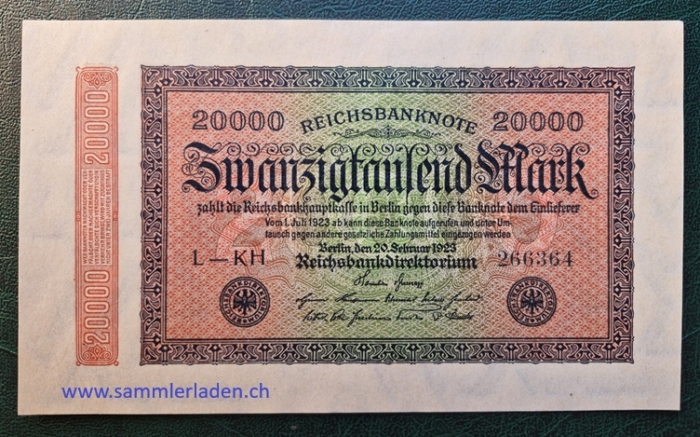 20000 REICHSBANKNOTE 20000
Zwanzigtausend Mark
zahlt die Reichsbankhauptkasse in Berlin gegen diese Banknote dem Einlieferer
Vom 1. Juli 1923 ab kann diese Banknote aufgerufen und unter Um-
tausch gegen andere gesetzliche Zahlungsmittel eingezogen werden
Berlin, den 20. Februar 1923
L—KH Reichsbankdirektorium 266364
20000
20000
www.sammlerladen.ch